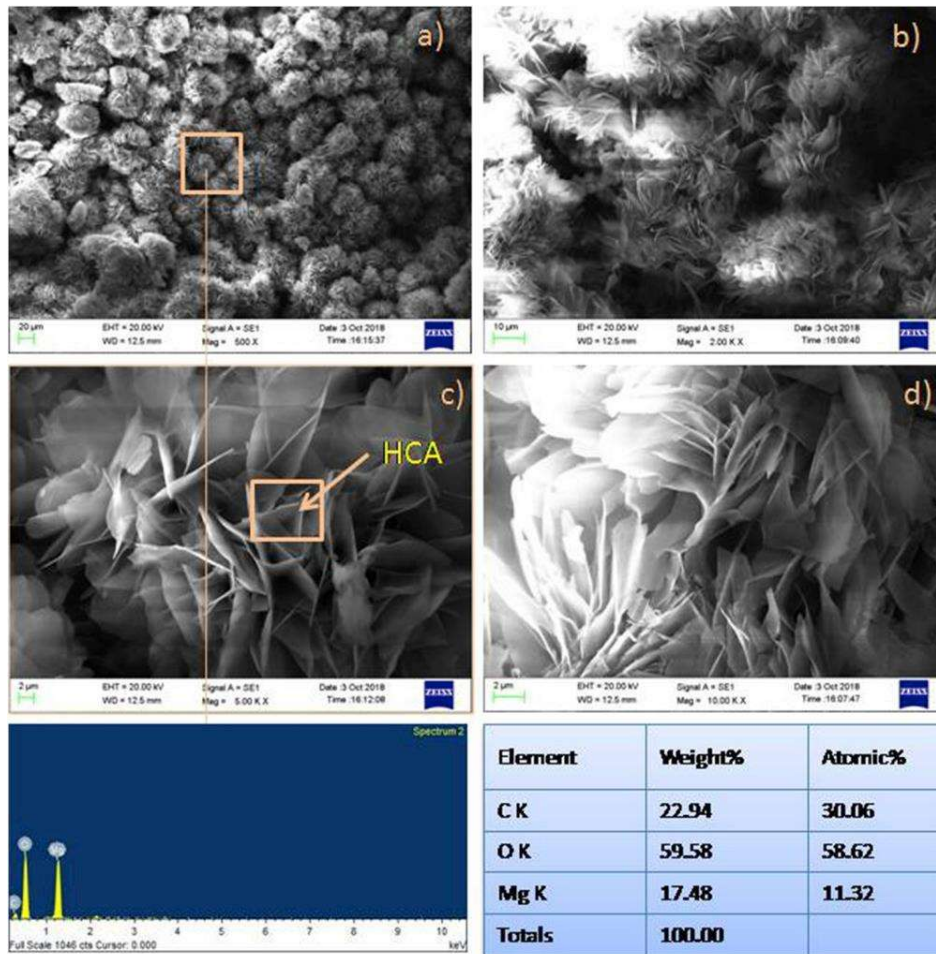 a)
20 µm
EHT = 20.00 kV
Signal A = SE1
Date :3 Oct 2018
WD = 12.5 mm
Mag = 500 X
Time :16:15:37
ZEISS
b)
10 µm
EHT = 20.00 kV
Signal A = SE1
Date :3 Oct 2018
WD = 12.5 mm
Mag = 2.00 K X
Time :16:09:40
ZEISS
c)
HCA
2 µm
EHT = 20.00 kV
Signal A = SE1
Date :3 Oct 2018
WD = 12.5 mm
Mag = 5.00 K X
Time :16:12:08
ZEISS
d)
2 µm
EHT = 20.00 kV
Signal A = SE1
Date :3 Oct 2018
WD = 12.5 mm
Mag = 10.00 K X
Time :16:07:47
ZEISS
Spectrum 2
0 1 2 3 4 5 6 7 8 9 10
Full Scale 1046 cts Cursor: 0.000
keV
Element Weight% Atomic%
C K 22.94 30.06
O K 59.58 58.62
Mg K 17.48 11.32
Totals 100.00